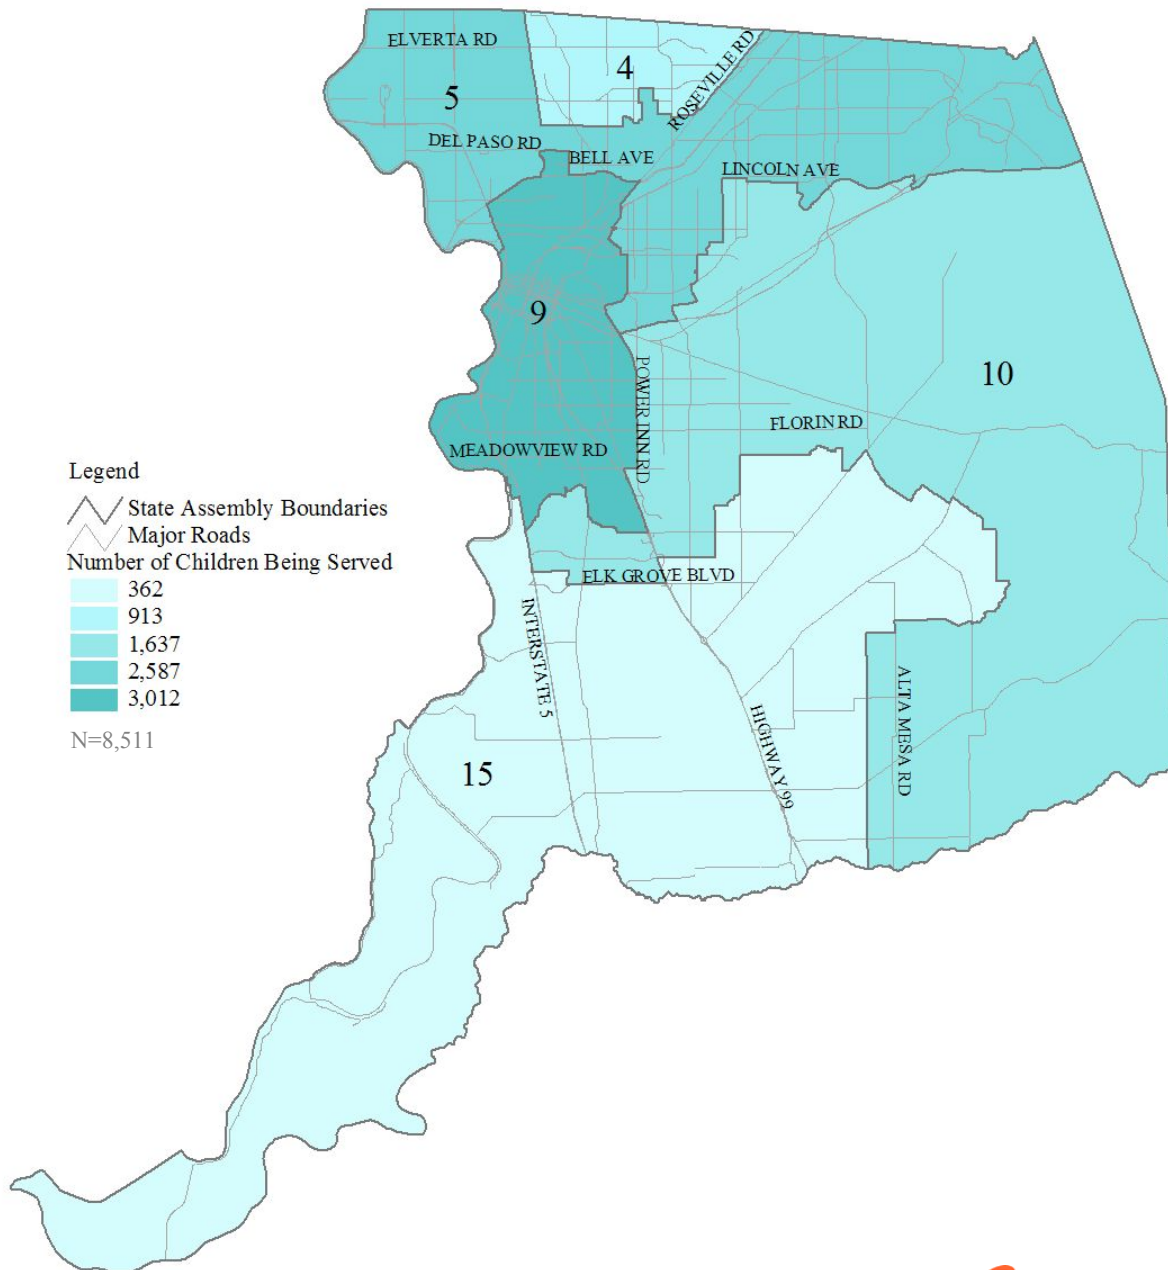 ELVERTA RD
4
ROSEVILLE RD
5
DEL PASO RD
BELL AVE
LINCOLN AVE
9
POWER INN RD
10
FLORIN RD
MEADOWVIEW RD
Legend
State Assembly Boundaries
Major Roads
Number of Children Being Served
362
913
1,637
2,587
3,012
N=8,511
ELK GROVE BLVD
INTERSTATE 5
ALTA MESA RD
HIGHWAY 99
15